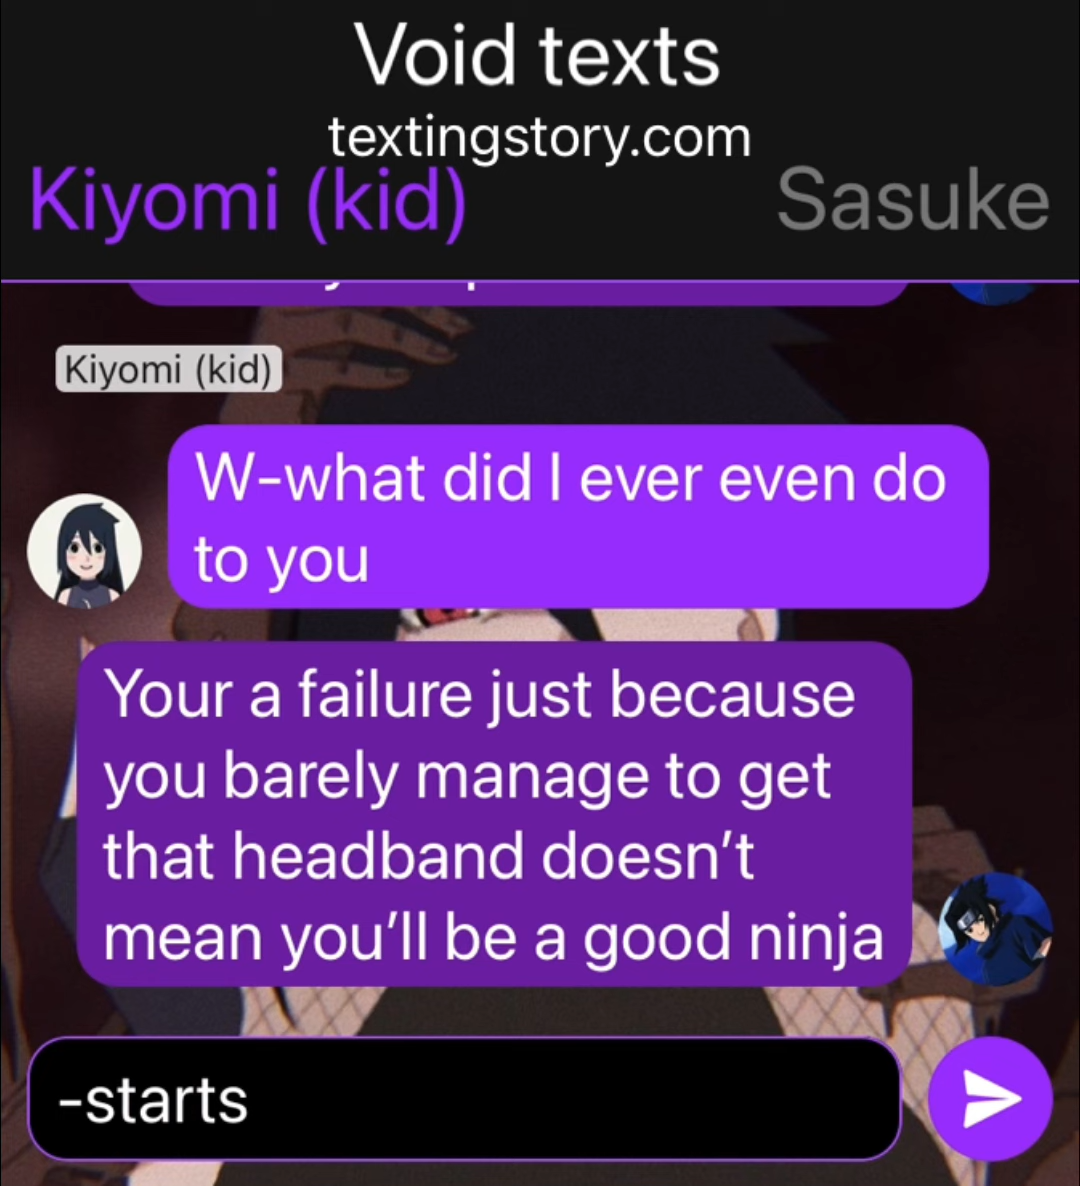 Void texts
textingstory.com
Kiyomi (kid)
Sasuke
Kiyomi (kid)
W-what did I ever even do
to you
Your a failure just because
you barely manage to get
that headband doesn’t
mean you’ll be a good ninja
-starts